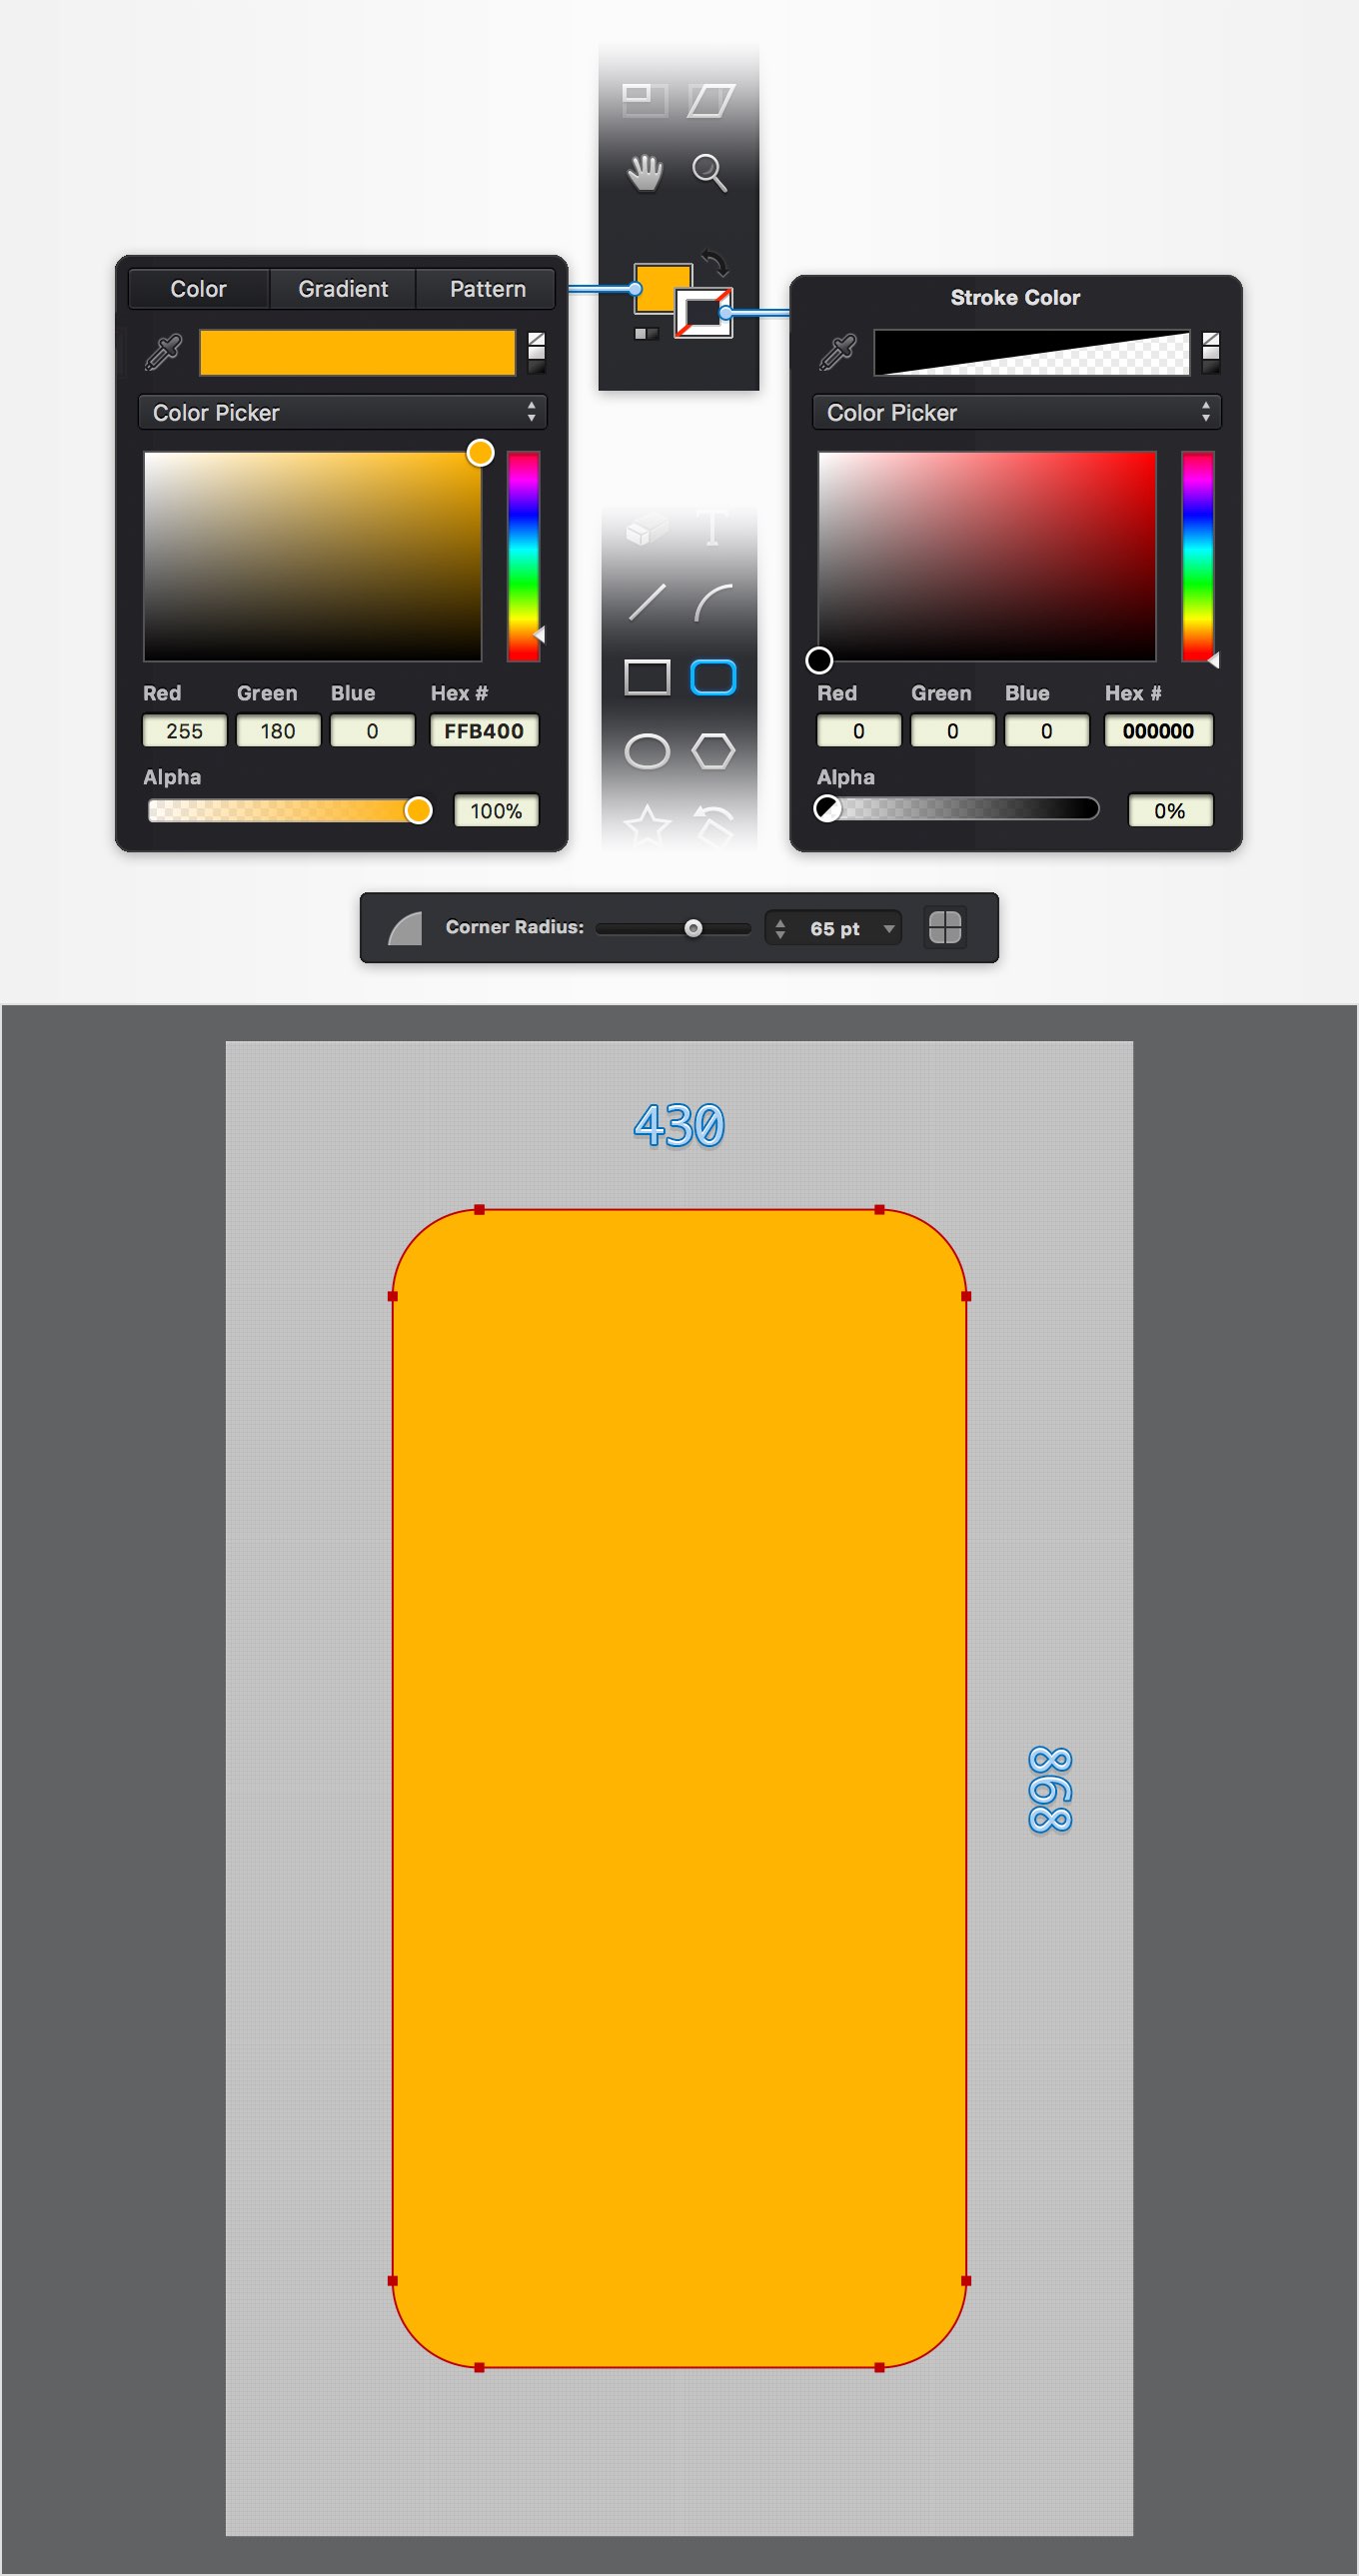 Color Gradient Pattern
Color Picker
Red Green Blue Hex #
255 180 0 FFB400
Alpha
100%
Stroke Color
Color Picker
Red Green Blue Hex #
0 0 0 000000
Alpha
0%
Corner Radius: 65 pt
430
868